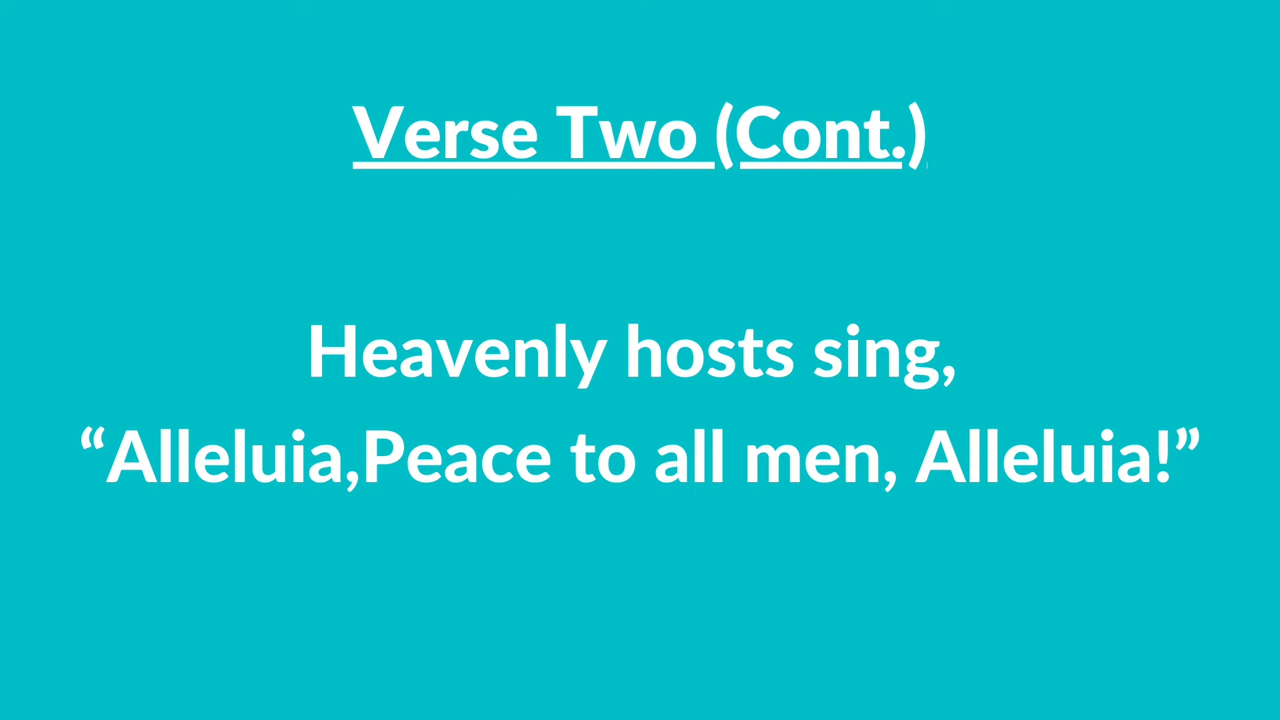 Verse Two (Cont.)
Heavenly hosts sing,
“Alleluia,Peace to all men, Alleluia!”